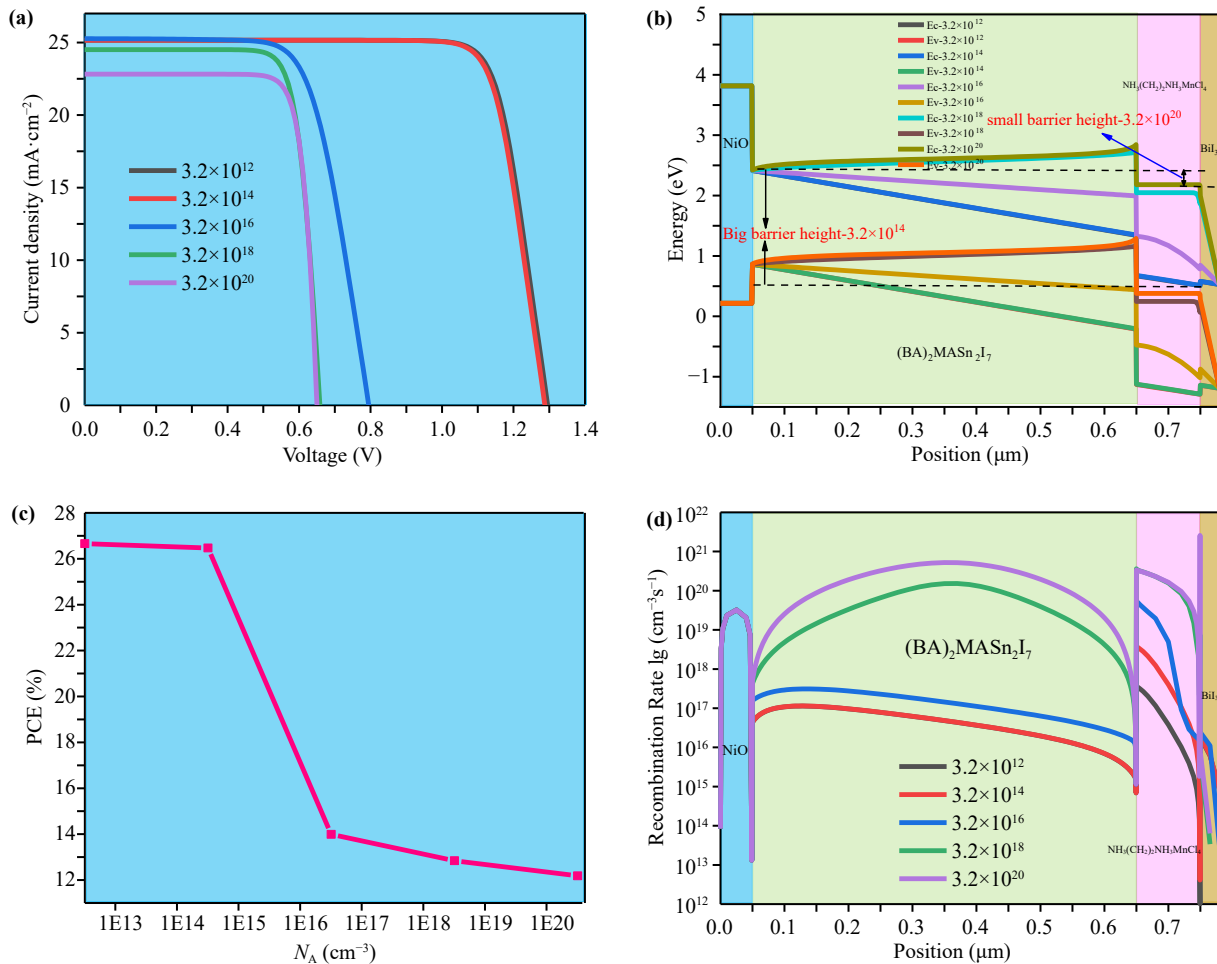 (a)
25
20
15
10
5
0
Current density (mA·cm⁻²)
3.2×10¹²
3.2×10¹⁴
3.2×10¹⁶
3.2×10¹⁸
3.2×10²⁰
0.0 0.2 0.4 0.6 0.8 1.0 1.2 1.4
Voltage (V)
(b)
5
4
3
2
1
0
−1
Energy (eV)
Ec-3.2×10¹²
Ev-3.2×10¹²
Ec-3.2×10¹⁴
Ev-3.2×10¹⁴
Ec-3.2×10¹⁶
Ev-3.2×10¹⁶
Ec-3.2×10¹⁸
Ev-3.2×10¹⁸
Ec-3.2×10²⁰
Ev-3.2×10²⁰
NH₃(CH₂)₂NH₃MnCl₄
small barrier height-3.2×10²⁰
NiO
BiI₃
Big barrier height-3.2×10¹⁴
(BA)₂MASn₂I₇
0.0 0.1 0.2 0.3 0.4 0.5 0.6 0.7
Position (μm)
(c)
28
26
24
22
20
18
16
14
12
PCE (%)
1E13 1E14 1E15 1E16 1E17 1E18 1E19 1E20
N_A (cm⁻³)
(d)
10²²
10²¹
10²⁰
10¹⁹
10¹⁸
10¹⁷
10¹⁶
10¹⁵
10¹⁴
10¹³
10¹²
Recombination Rate lg (cm⁻³s⁻¹)
(BA)₂MASn₂I₇
BiI₃
NiO
3.2×10¹²
3.2×10¹⁴
3.2×10¹⁶
3.2×10¹⁸
3.2×10²⁰
NH₃(CH₂)₂NH₃MnCl₄
0.0 0.1 0.2 0.3 0.4 0.5 0.6 0.7
Position (μm)